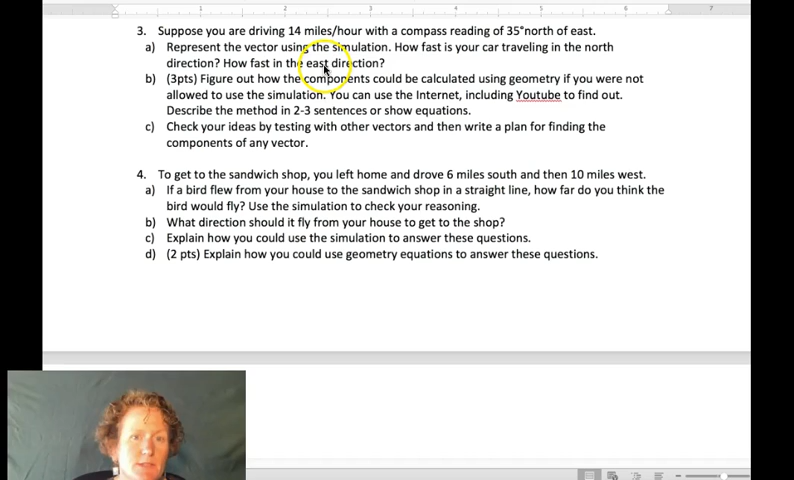 1 2 3 4 5 6 7
3. Suppose you are driving 14 miles/hour with a compass reading of 35°north of east.
a) Represent the vector using the simulation. How fast is your car traveling in the north
direction? How fast in the east direction?
b) (3pts) Figure out how the components could be calculated using geometry if you were not
allowed to use the simulation. You can use the Internet, including Youtube to find out.
Describe the method in 2-3 sentences or show equations.
c) Check your ideas by testing with other vectors and then write a plan for finding the
components of any vector.
4. To get to the sandwich shop, you left home and drove 6 miles south and then 10 miles west.
a) If a bird flew from your house to the sandwich shop in a straight line, how far do you think the
bird would fly? Use the simulation to check your reasoning.
b) What direction should it fly from your house to get to the shop?
c) Explain how you could use the simulation to answer these questions.
d) (2 pts) Explain how you could use geometry equations to answer these questions.